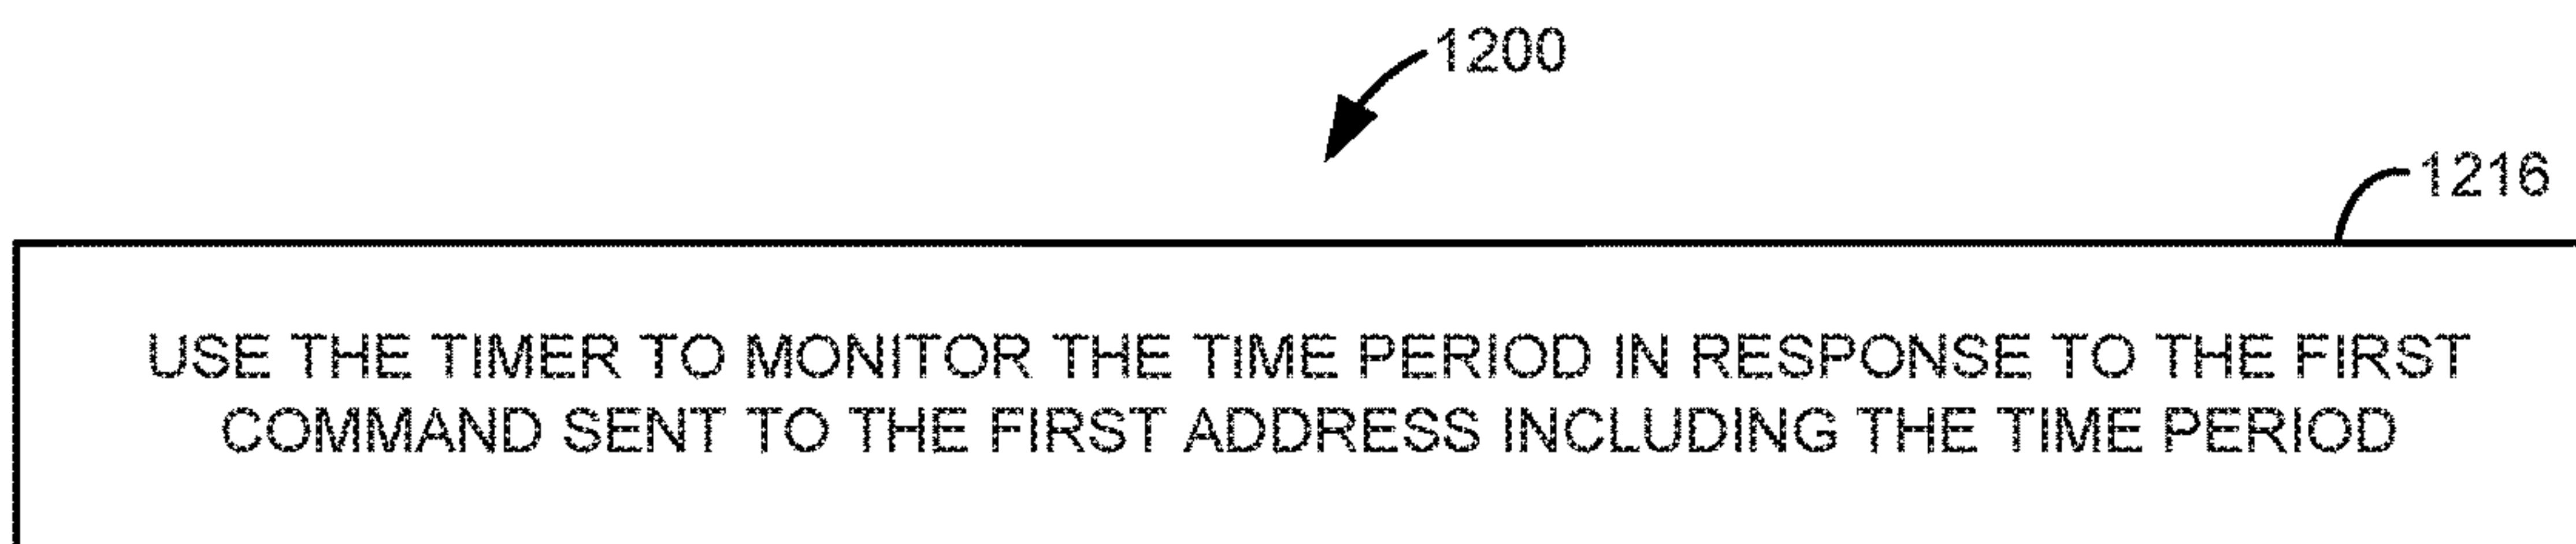 1200
1216
USE THE TIMER TO MONITOR THE TIME PERIOD IN RESPONSE TO THE FIRST
COMMAND SENT TO THE FIRST ADDRESS INCLUDING THE TIME PERIOD